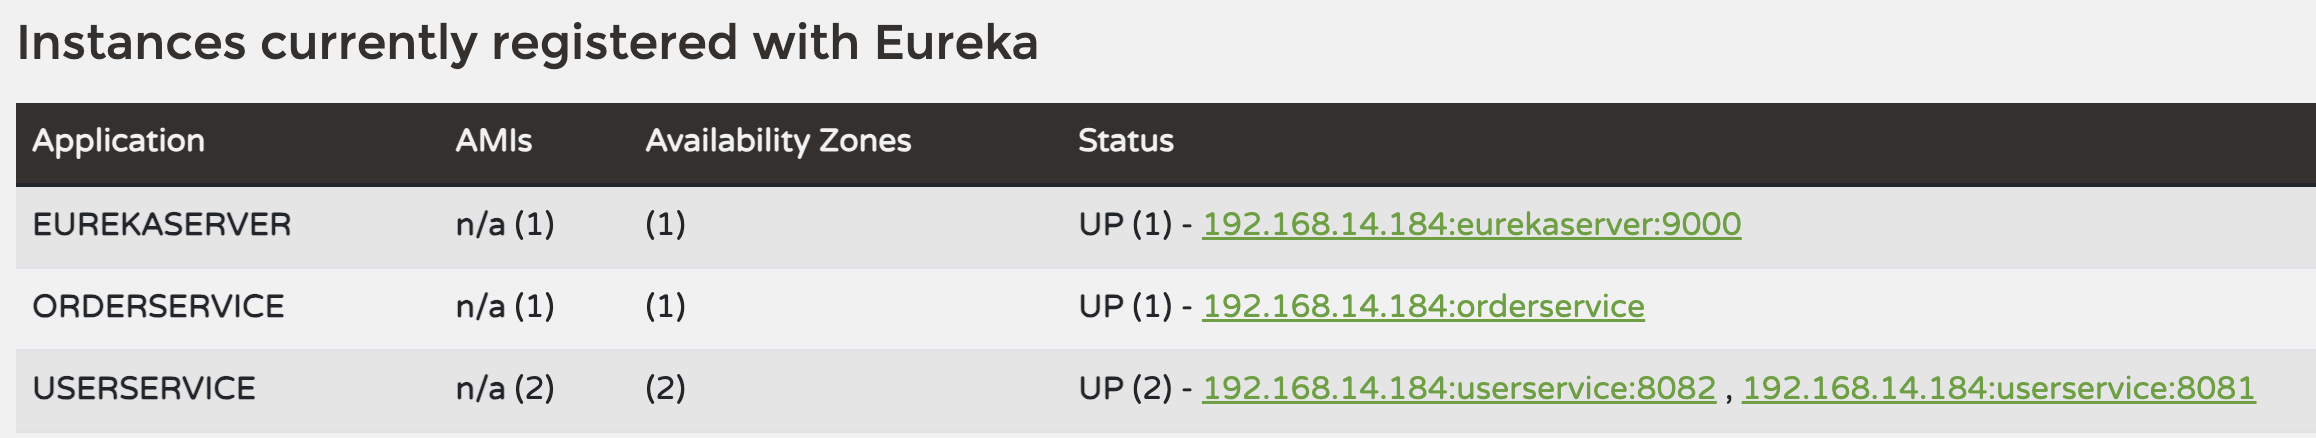 Instances currently registered with Eureka
Application AMIs Availability Zones Status
EUREKASERVER n/a (1) (1) UP (1) - 192.168.14.184:eurekaserver:9000
ORDERSERVICE n/a (1) (1) UP (1) - 192.168.14.184:orderservice
USERSERVICE n/a (2) (2) UP (2) - 192.168.14.184:userservice:8082 , 192.168.14.184:userservice:8081